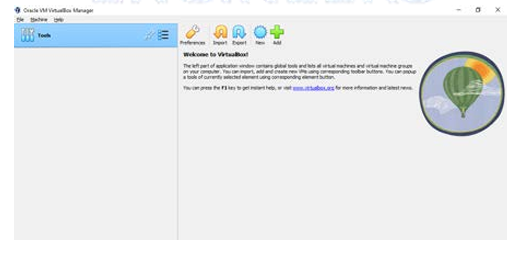 Oracle VM VirtualBox Manager
File Machine Help
Tools
Preferences Import Export New Add
Welcome to VirtualBox!
The left part of application window contains global tools and lists all virtual machines and virtual machine groups
on your computer. You can import, add and create new VMs using corresponding toolbar buttons. You can popup
a tools of currently selected element using corresponding element button.
You can press the F1 key to get instant help, or visit www.virtualbox.org for more information and latest news.